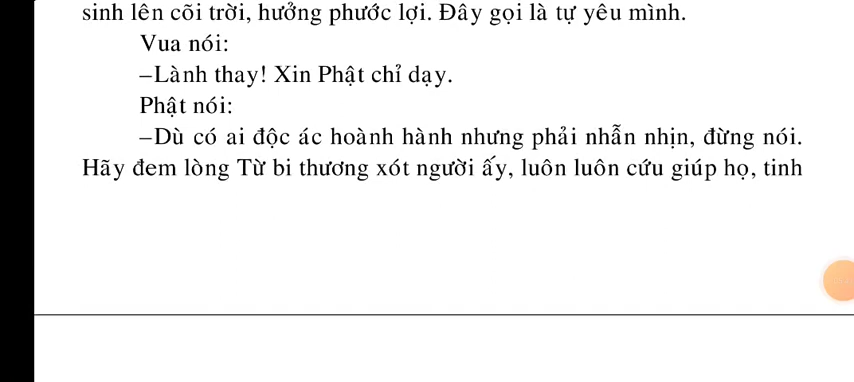 sinh lên cõi trời, hưởng phước lợi. Đây gọi là tự yêu mình.
Vua nói:
–Lành thay! Xin Phật chỉ dạy.
Phật nói:
–Dù có ai độc ác hoành hành nhưng phải nhẫn nhịn, đừng nói.
Hãy đem lòng Từ bi thương xót người ấy, luôn luôn cứu giúp họ, tinh